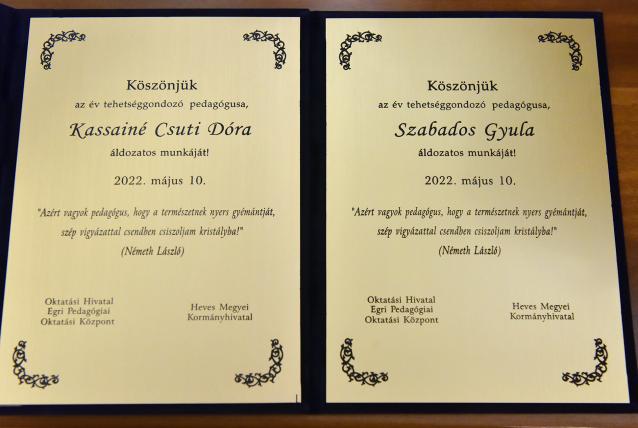 Köszönjük
az év tehetséggondozó pedagógusa,
Kassainé Csuti Dóra
áldozatos munkáját!
2022. május 10.
"Azért vagyok pedagógus, hogy a természetnek nyers gyémántját,
szép vigyázattal csendben csiszoljam kristályba!"
(Németh László)
Oktatási Hivatal
Egri Pedagógiai
Oktatási Központ
Heves Megyei
Kormányhivatal
Köszönjük
az év tehetséggondozó pedagógusa,
Szabados Gyula
áldozatos munkáját!
2022. május 10.
"Azért vagyok pedagógus, hogy a természetnek nyers gyémántját,
szép vigyázattal csendben csiszoljam kristályba!"
(Németh László)
Oktatási Hivatal
Egri Pedagógiai
Oktatási Központ
Heves Megyei
Kormányhivatal